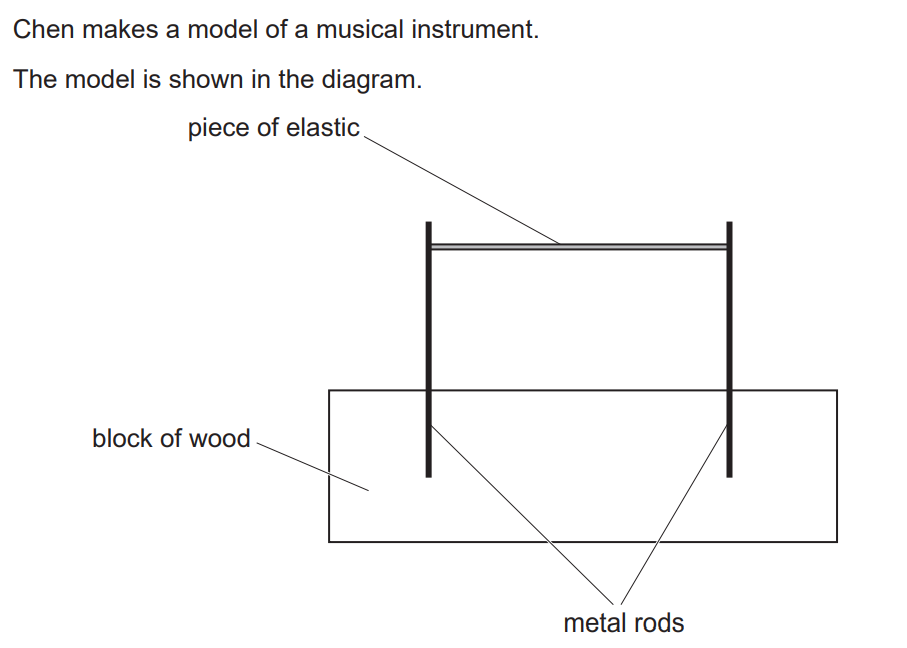 Chen makes a model of a musical instrument.
The model is shown in the diagram.
piece of elastic
block of wood
metal rods